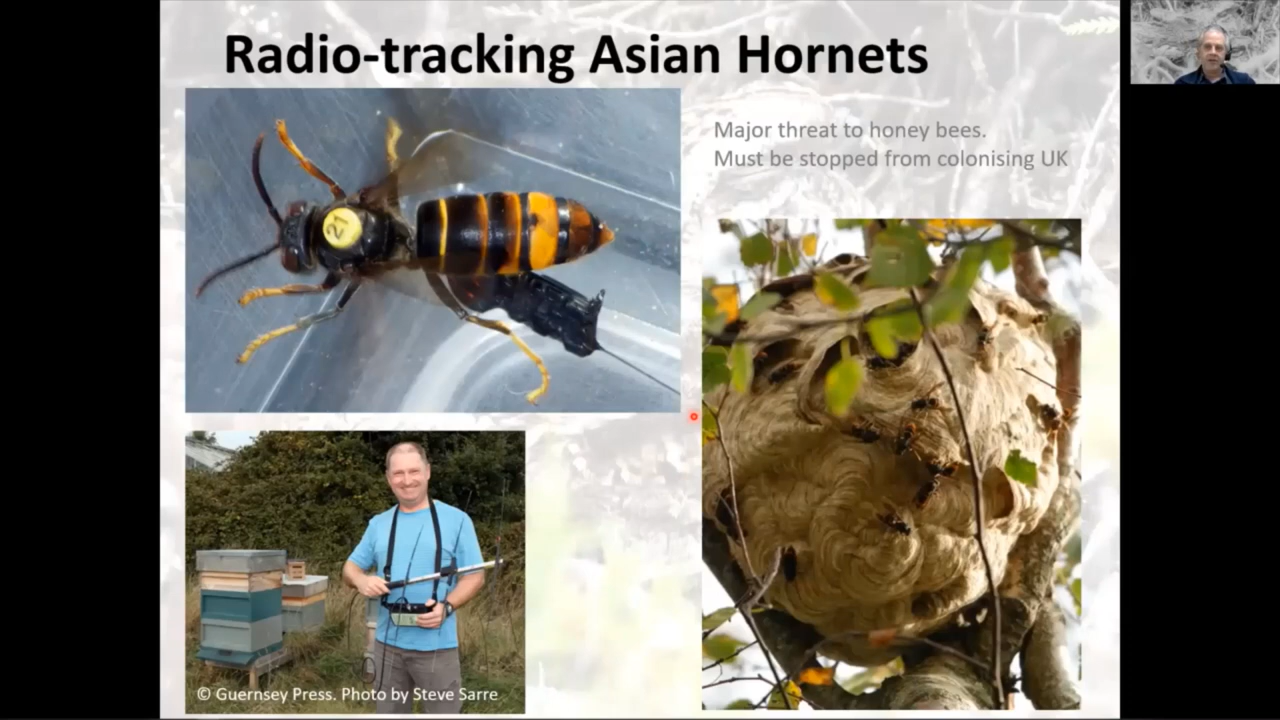 Radio-tracking Asian Hornets
Major threat to honey bees.
Must be stopped from colonising UK
21
© Guernsey Press. Photo by Steve Sarre